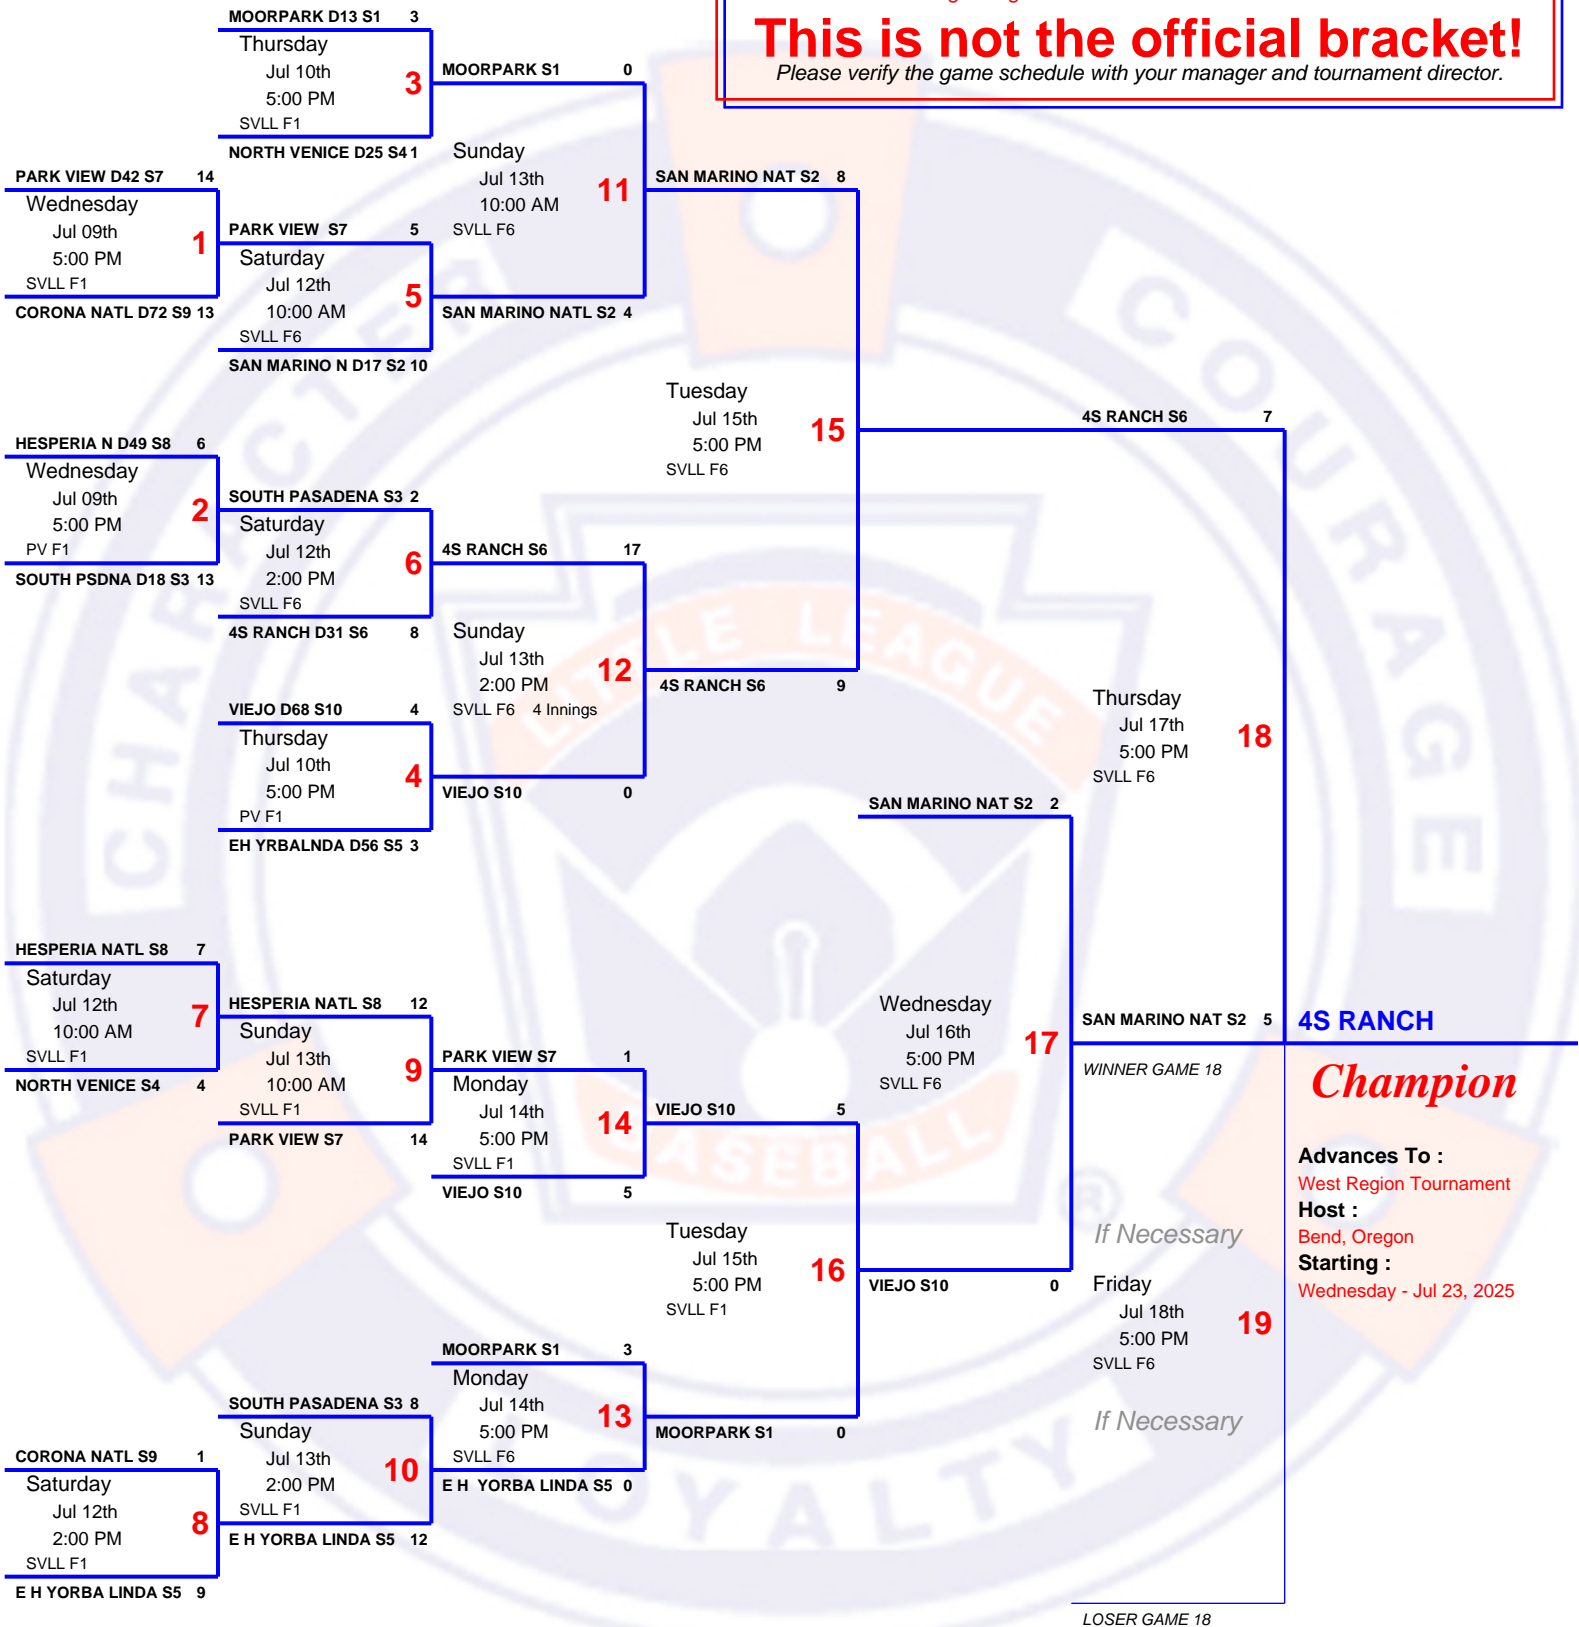 This is not the official bracket!
Please verify the game schedule with your manager and tournament director.
MOORPARK D13 S1 3
Thursday
Jul 10th
5:00 PM
SVLL F1
3
NORTH VENICE D25 S4 1
MOORPARK S1 0
Sunday
Jul 13th
10:00 AM
SVLL F6
11
PARK VIEW D42 S7 14
Wednesday
Jul 09th
5:00 PM
SVLL F1
1
CORONA NATL D72 S9 13
PARK VIEW S7 5
Saturday
Jul 12th
10:00 AM
SVLL F6
5
SAN MARINO N D17 S2 10
SAN MARINO NATL S2 4
SAN MARINO NAT S2 8
Tuesday
Jul 15th
5:00 PM
SVLL F6
15
4S RANCH S6 7
HESPERIA N D49 S8 6
Wednesday
Jul 09th
5:00 PM
PV F1
2
SOUTH PSDNA D18 S3 13
SOUTH PASADENA S3 2
Saturday
Jul 12th
2:00 PM
SVLL F6
6
4S RANCH D31 S6 8
4S RANCH S6 17
Sunday
Jul 13th
2:00 PM
SVLL F6 4 Innings
12
4S RANCH S6 9
VIEJO D68 S10 4
Thursday
Jul 10th
5:00 PM
PV F1
4
EH YRBALNDA D56 S5 3
VIEJO S10 0
Thursday
Jul 17th
5:00 PM
SVLL F6
18
SAN MARINO NAT S2 2
Wednesday
Jul 16th
5:00 PM
SVLL F6
17
HESPERIA NATL S8 7
Saturday
Jul 12th
10:00 AM
SVLL F1
7
NORTH VENICE S4 4
HESPERIA NATL S8 12
Sunday
Jul 13th
10:00 AM
SVLL F1
9
PARK VIEW S7 14
PARK VIEW S7 1
Monday
Jul 14th
5:00 PM
SVLL F1
14
VIEJO S10 5
VIEJO S10 5
Tuesday
Jul 15th
5:00 PM
SVLL F1
16
VIEJO S10 0
SAN MARINO NAT S2 5
WINNER GAME 18
4S RANCH
Champion
Advances To :
West Region Tournament
Host :
Bend, Oregon
Starting :
Wednesday - Jul 23, 2025
If Necessary
Friday
Jul 18th
5:00 PM
SVLL F6
19
If Necessary
MOORPARK S1 3
Monday
Jul 14th
5:00 PM
SVLL F6
13
E H YORBA LINDA S5 0
MOORPARK S1 0
SOUTH PASADENA S3 8
Sunday
Jul 13th
2:00 PM
SVLL F1
10
E H YORBA LINDA S5 12
CORONA NATL S9 1
Saturday
Jul 12th
2:00 PM
SVLL F1
8
E H YORBA LINDA S5 9
LOSER GAME 18
CHARACTER
COURAGE
LOYALTY
LITTLE LEAGUE
BASEBALL
®